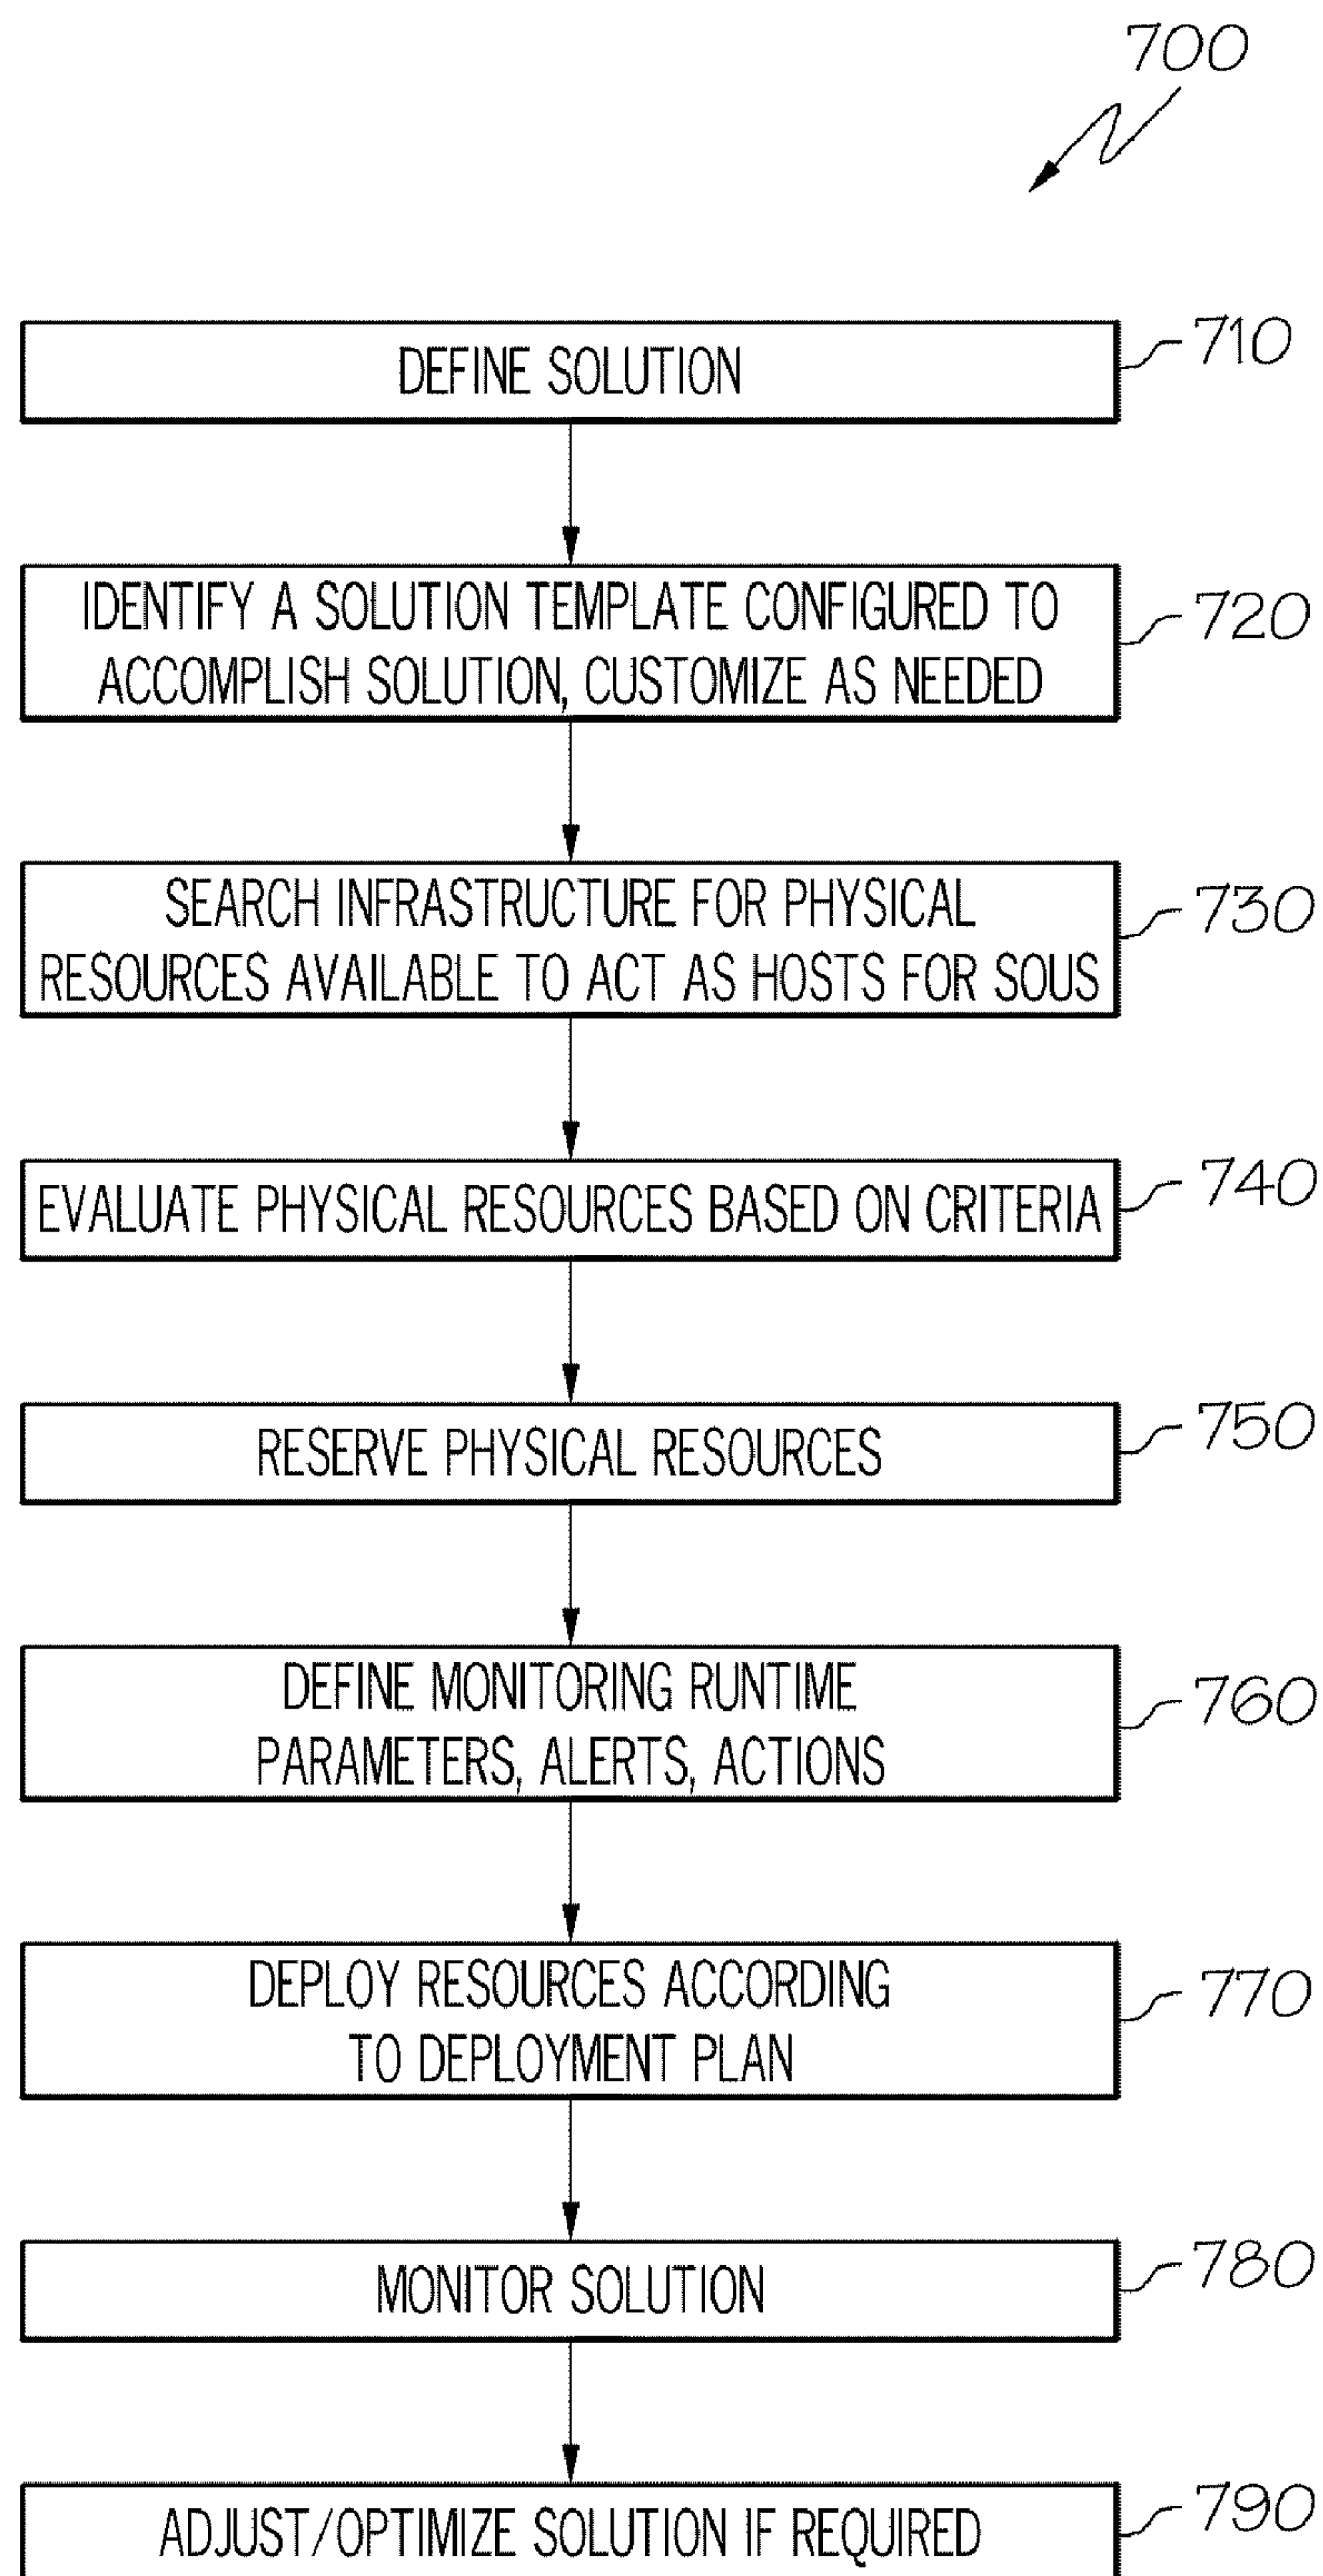 700
DEFINE SOLUTION
710
IDENTIFY A SOLUTION TEMPLATE CONFIGURED TO
ACCOMPLISH SOLUTION, CUSTOMIZE AS NEEDED
720
SEARCH INFRASTRUCTURE FOR PHYSICAL
RESOURCES AVAILABLE TO ACT AS HOSTS FOR SOUS
730
EVALUATE PHYSICAL RESOURCES BASED ON CRITERIA
740
RESERVE PHYSICAL RESOURCES
750
DEFINE MONITORING RUNTIME
PARAMETERS, ALERTS, ACTIONS
760
DEPLOY RESOURCES ACCORDING
TO DEPLOYMENT PLAN
770
MONITOR SOLUTION
780
ADJUST/OPTIMIZE SOLUTION IF REQUIRED
790